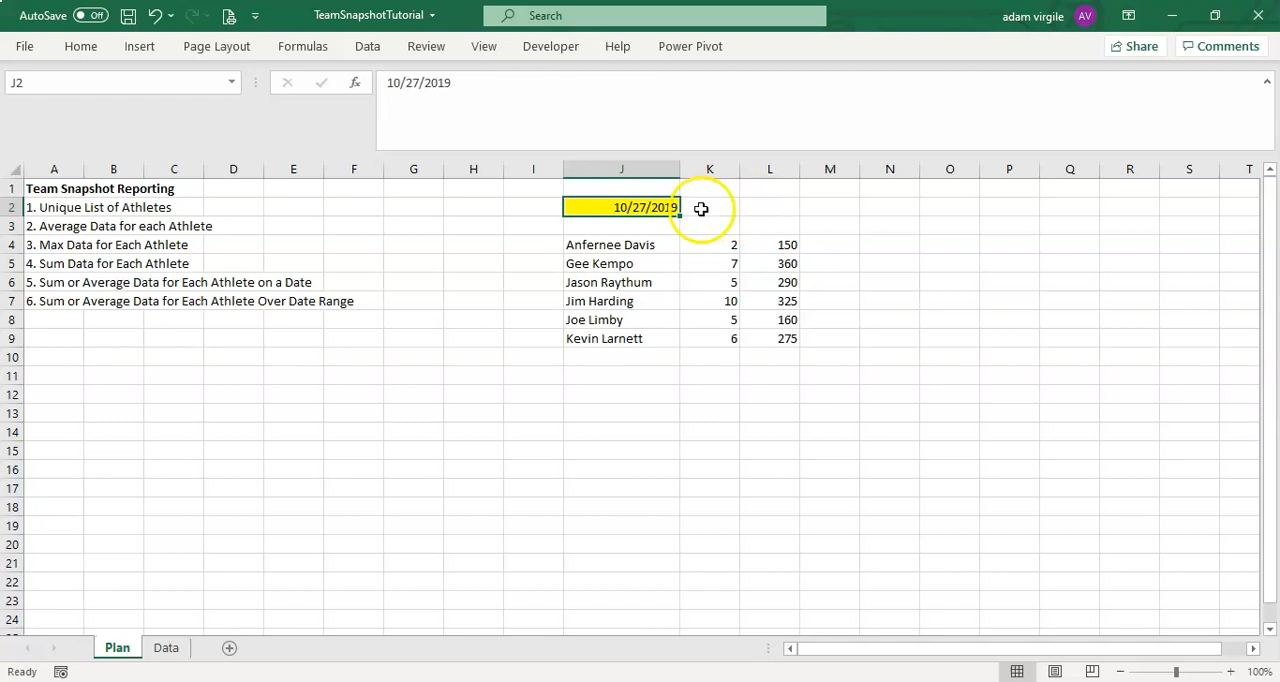 AutoSave Off TeamSnapshotTutorial Search adam virgile AV
File Home Insert Page Layout Formulas Data Review View Developer Help Power Pivot Share Comments
J2 fx 10/27/2019
A B C D E F G H I J K L M N O P Q R S T
1 Team Snapshot Reporting
2 1. Unique List of Athletes 10/27/2019
3 2. Average Data for each Athlete
4 3. Max Data for Each Athlete Anfernee Davis 2 150
5 4. Sum Data for Each Athlete Gee Kempo 7 360
6 5. Sum or Average Data for Each Athlete on a Date Jason Raythum 5 290
7 6. Sum or Average Data for Each Athlete Over Date Range Jim Harding 10 325
8 Joe Limby 5 160
9 Kevin Larnett 6 275
10
11
12
13
14
15
16
17
18
19
20
21
22
23
24
Plan Data
Ready 100%